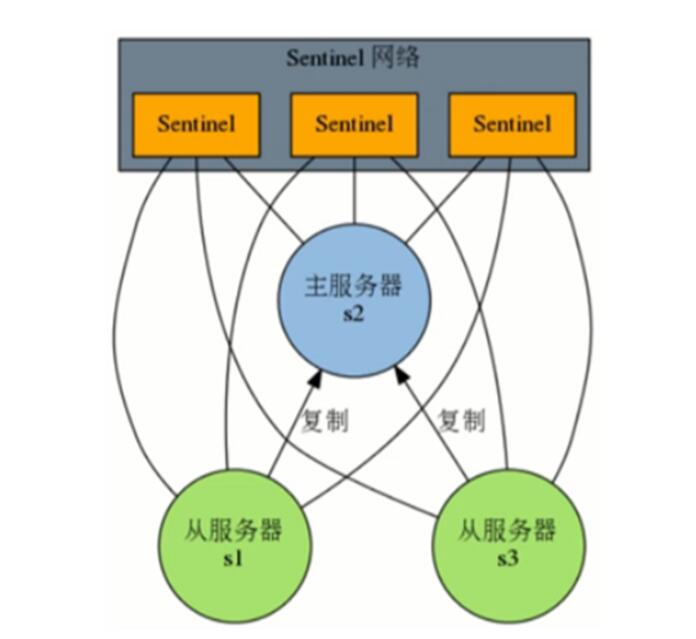 Sentinel 网络
Sentinel
Sentinel
Sentinel
主服务器
s2
复制
复制
从服务器
s1
从服务器
s3